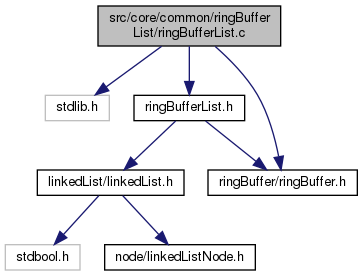 src/core/common/ringBuffer
List/ringBufferList.c
stdlib.h
ringBufferList.h
linkedList/linkedList.h
ringBuffer/ringBuffer.h
stdbool.h
node/linkedListNode.h